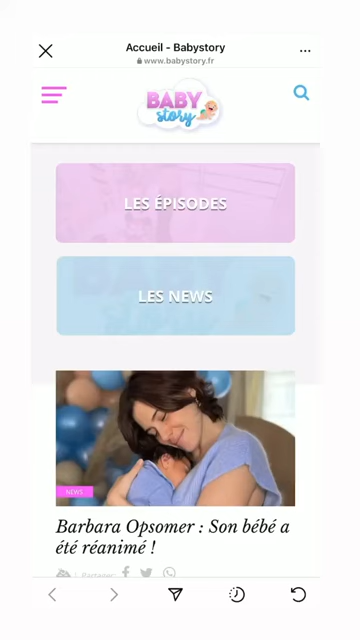 Accueil - Babystory
www.babystory.fr
BABY
story
LES ÉPISODES
LES NEWS
NEWS
Barbara Opsomer : Son bébé a
été réanimé !
Partager: